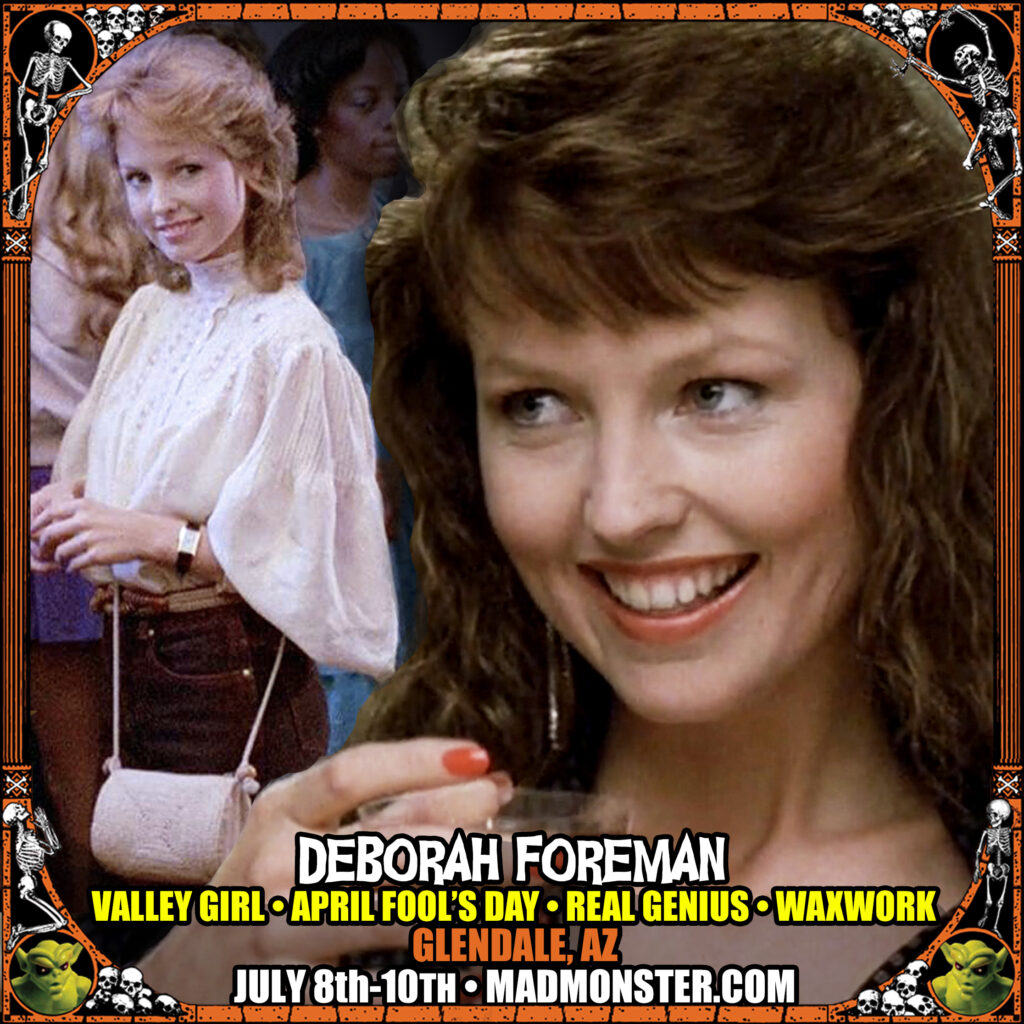 DEBORAH FOREMAN
VALLEY GIRL • APRIL FOOL'S DAY • REAL GENIUS • WAXWORK
GLENDALE, AZ
JULY 8th-10TH • MADMONSTER.COM